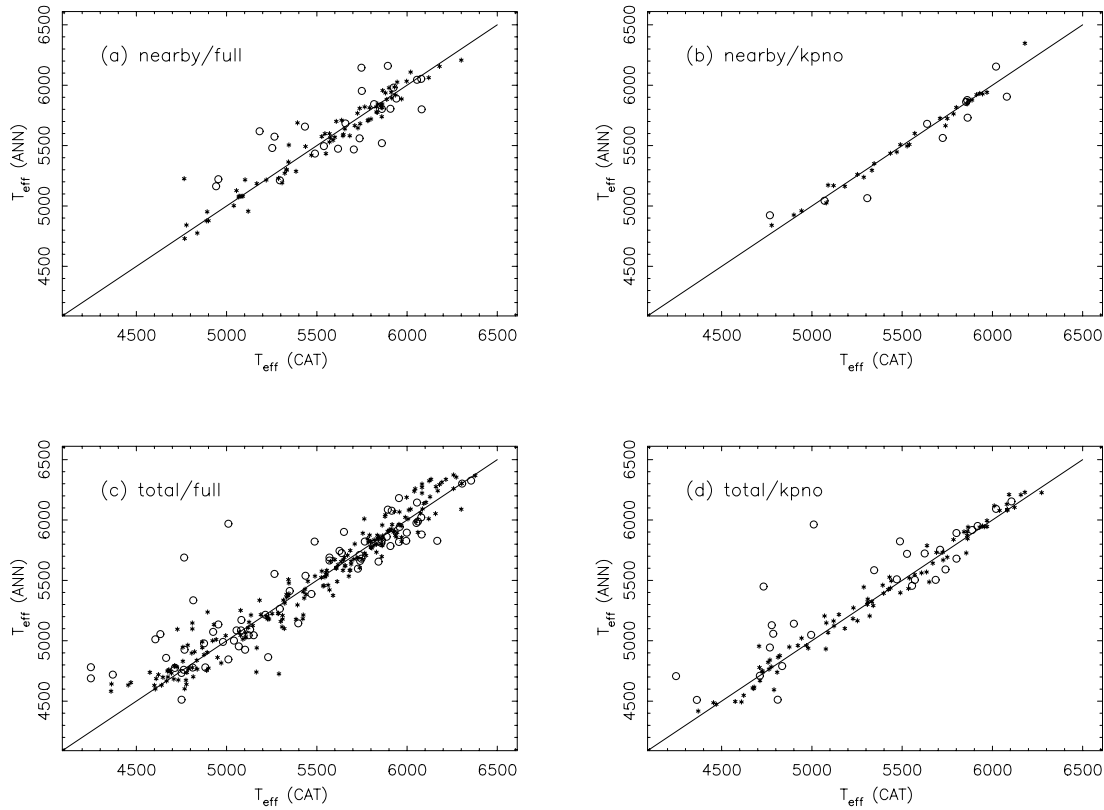 (a) nearby/full
6500
6000
5500
5000
4500
T_eff (ANN)
4500 5000 5500 6000 6500
T_eff (CAT)
(b) nearby/kpno
6500
6000
5500
5000
4500
T_eff (ANN)
4500 5000 5500 6000 6500
T_eff (CAT)
(c) total/full
6500
6000
5500
5000
4500
T_eff (ANN)
4500 5000 5500 6000 6500
T_eff (CAT)
(d) total/kpno
6500
6000
5500
5000
4500
T_eff (ANN)
4500 5000 5500 6000 6500
T_eff (CAT)